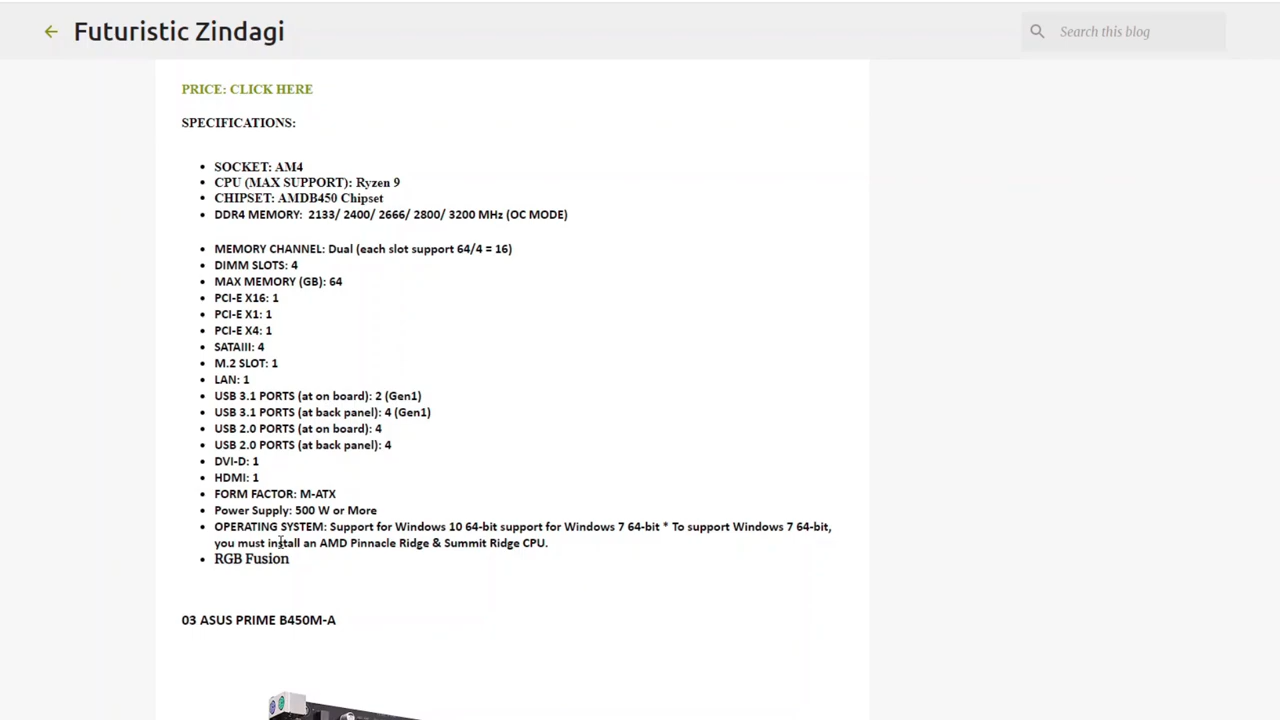 Futuristic Zindagi
Search this blog
PRICE: CLICK HERE
SPECIFICATIONS:
SOCKET: AM4
CPU (MAX SUPPORT): Ryzen 9
CHIPSET: AMDB450 Chipset
DDR4 MEMORY: 2133/ 2400/ 2666/ 2800/ 3200 MHz (OC MODE)
MEMORY CHANNEL: Dual (each slot support 64/4 = 16)
DIMM SLOTS: 4
MAX MEMORY (GB): 64
PCI-E X16: 1
PCI-E X1: 1
PCI-E X4: 1
SATAIII: 4
M.2 SLOT: 1
LAN: 1
USB 3.1 PORTS (at on board): 2 (Gen1)
USB 3.1 PORTS (at back panel): 4 (Gen1)
USB 2.0 PORTS (at on board): 4
USB 2.0 PORTS (at back panel): 4
DVI-D: 1
HDMI: 1
FORM FACTOR: M-ATX
Power Supply: 500 W or More
OPERATING SYSTEM: Support for Windows 10 64-bit support for Windows 7 64-bit * To support Windows 7 64-bit,
you must install an AMD Pinnacle Ridge & Summit Ridge CPU.
RGB Fusion
03 ASUS PRIME B450M-A